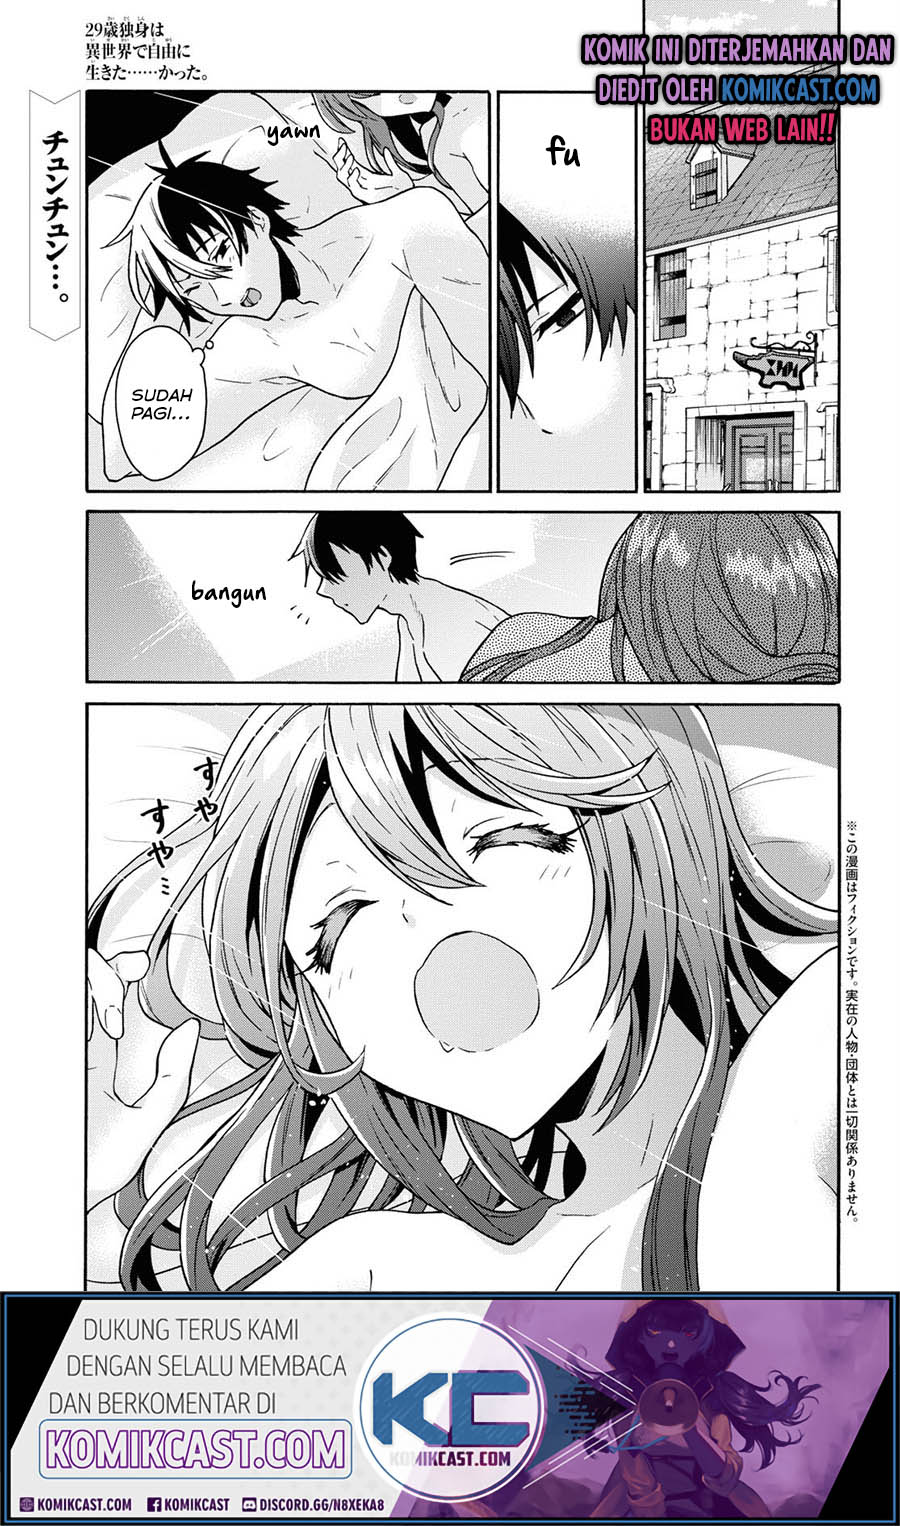 29歳独身は
異世界で自由に
生きた……かった。
KOMIK INI DITERJEMAHKAN DAN
DIEDIT OLEH KOMIKCAST.COM
BUKAN WEB LAIN!!
チュンチュン…。
fu
yawn
SUDAH
PAGI...
bangun
すや
すや…
※この漫画はフィクションです。実在の人物・団体とは一切関係ありません。
DUKUNG TERUS KAMI
DENGAN SELALU MEMBACA
DAN BERKOMENTAR DI
KOMIKCAST.COM
KC
KOMIKCAST.COM
KOMIKCAST.COM
KOMIKCAST
DISCORD.GG/N8XEKA8